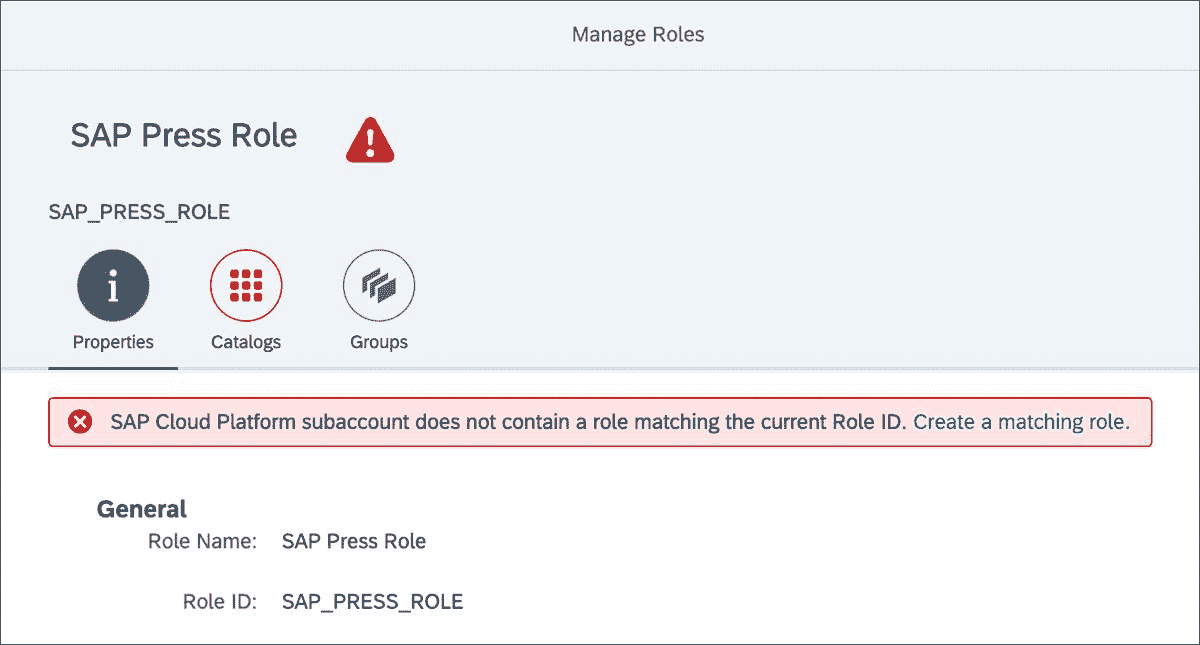 Manage Roles
SAP Press Role
SAP_PRESS_ROLE
Properties
Catalogs
Groups
SAP Cloud Platform subaccount does not contain a role matching the current Role ID. Create a matching role.
General
Role Name: SAP Press Role
Role ID: SAP_PRESS_ROLE